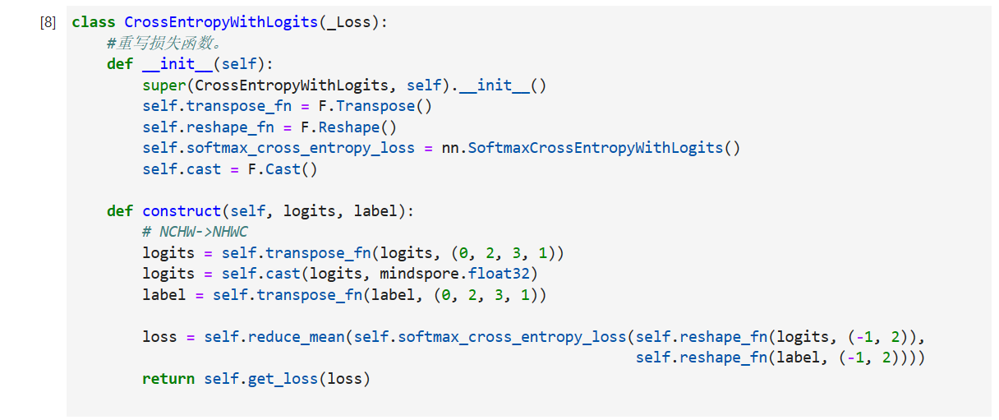 [8] class CrossEntropyWithLogits(_Loss):
    #重写损失函数。
    def __init__(self):
        super(CrossEntropyWithLogits, self).__init__()
        self.transpose_fn = F.Transpose()
        self.reshape_fn = F.Reshape()
        self.softmax_cross_entropy_loss = nn.SoftmaxCrossEntropyWithLogits()
        self.cast = F.Cast()
    def construct(self, logits, label):
        # NCHW->NHWC
        logits = self.transpose_fn(logits, (0, 2, 3, 1))
        logits = self.cast(logits, mindspore.float32)
        label = self.transpose_fn(label, (0, 2, 3, 1))
        loss = self.reduce_mean(self.softmax_cross_entropy_loss(self.reshape_fn(logits, (-1, 2)),
                                                                self.reshape_fn(label, (-1, 2))))
        return self.get_loss(loss)